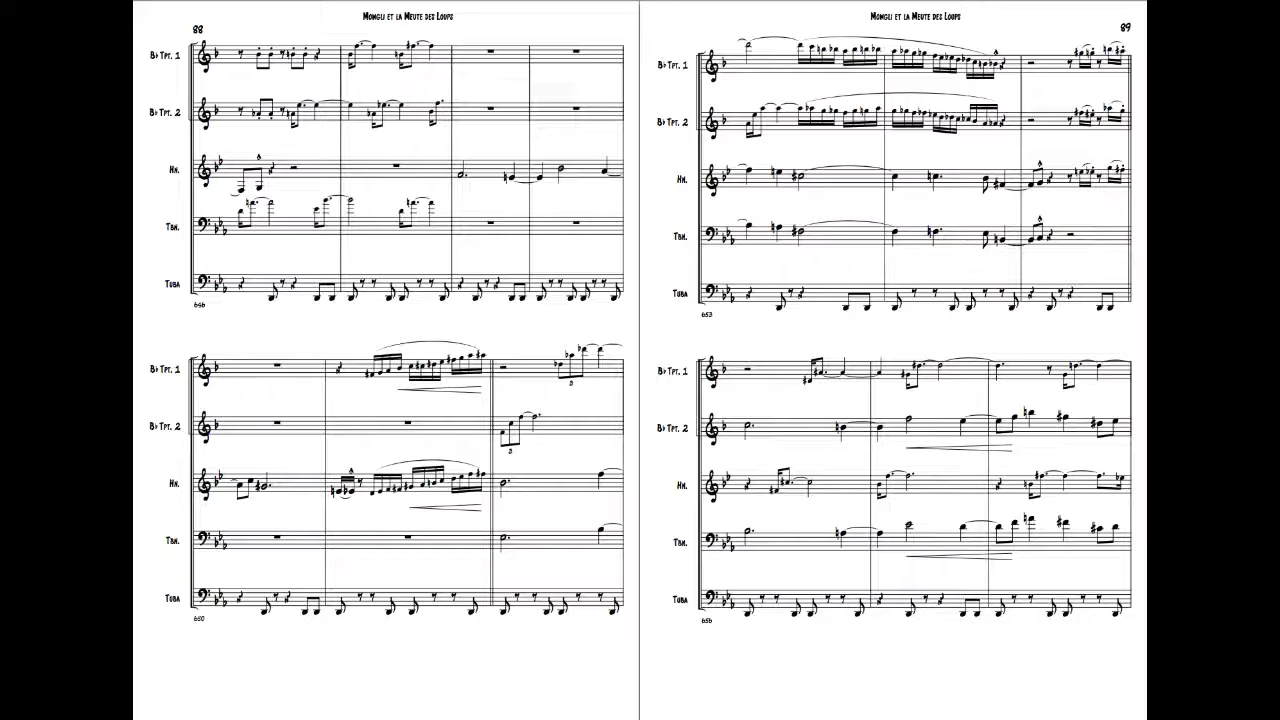 Mowgli et la Meute des Loups
88
B♭ Tpt. 1
B♭ Tpt. 2
Hn.
Tbn.
Tuba
646
B♭ Tpt. 1
3
B♭ Tpt. 2
3
Hn.
Tbn.
Tuba
650
Mowgli et la Meute des Loups
89
B♭ Tpt. 1
B♭ Tpt. 2
Hn.
Tbn.
Tuba
653
B♭ Tpt. 1
B♭ Tpt. 2
Hn.
Tbn.
Tuba
656